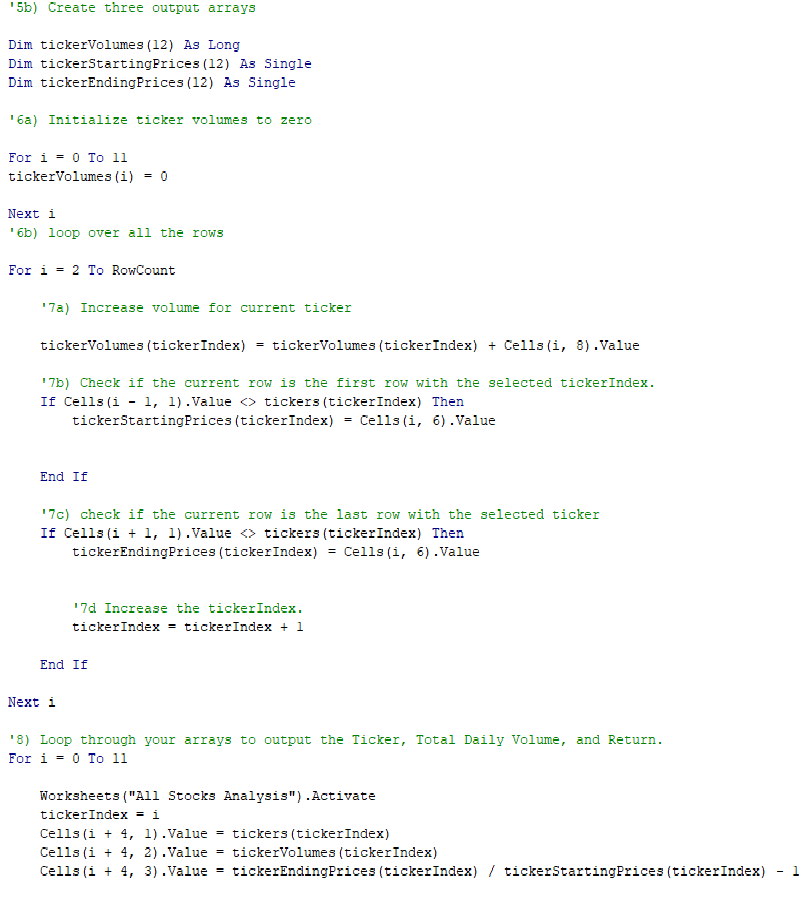 '5b) Create three output arrays
Dim tickerVolumes(12) As Long
Dim tickerStartingPrices(12) As Single
Dim tickerEndingPrices(12) As Single
'6a) Initialize ticker volumes to zero
For i = 0 To 11
tickerVolumes(i) = 0
Next i
'6b) loop over all the rows
For i = 2 To RowCount
'7a) Increase volume for current ticker
tickerVolumes(tickerIndex) = tickerVolumes(tickerIndex) + Cells(i, 8).Value
'7b) Check if the current row is the first row with the selected tickerIndex.
If Cells(i - 1, 1).Value <> tickers(tickerIndex) Then
tickerStartingPrices(tickerIndex) = Cells(i, 6).Value
End If
'7c) check if the current row is the last row with the selected ticker
If Cells(i + 1, 1).Value <> tickers(tickerIndex) Then
tickerEndingPrices(tickerIndex) = Cells(i, 6).Value
'7d Increase the tickerIndex.
tickerIndex = tickerIndex + 1
End If
Next i
'8) Loop through your arrays to output the Ticker, Total Daily Volume, and Return.
For i = 0 To 11
Worksheets("All Stocks Analysis").Activate
tickerIndex = i
Cells(i + 4, 1).Value = tickers(tickerIndex)
Cells(i + 4, 2).Value = tickerVolumes(tickerIndex)
Cells(i + 4, 3).Value = tickerEndingPrices(tickerIndex) / tickerStartingPrices(tickerIndex) - 1